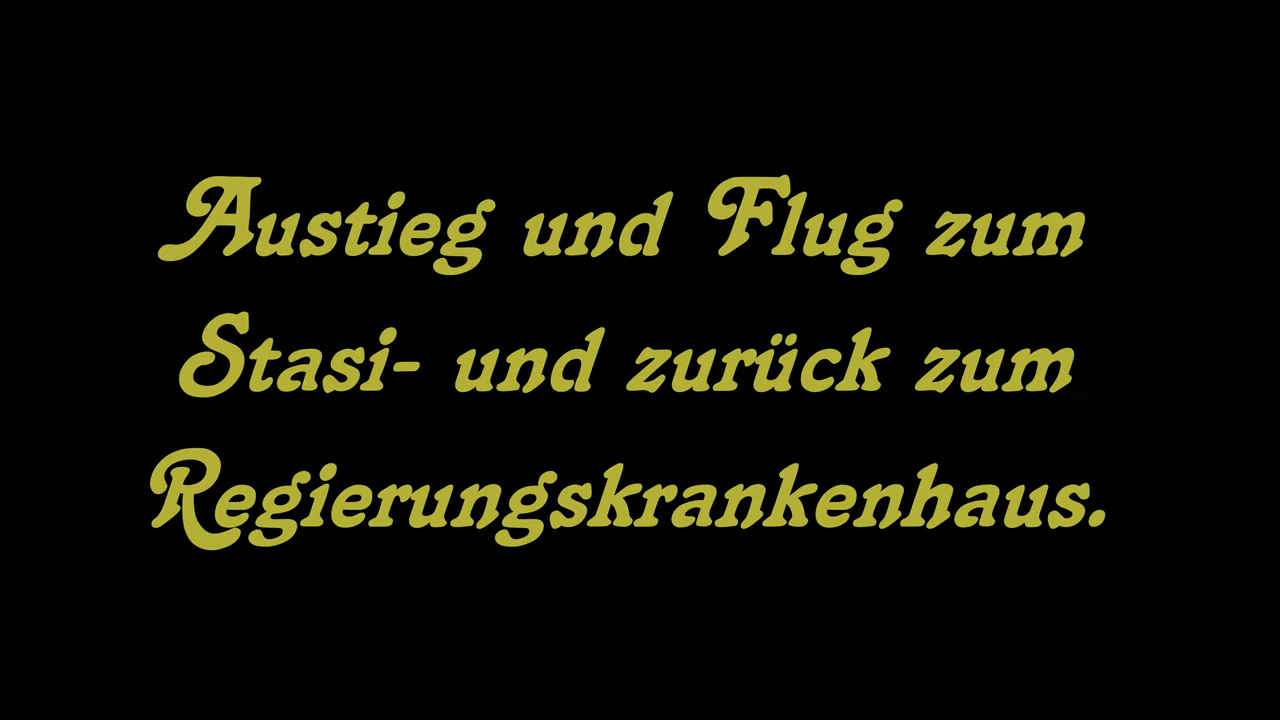 Austieg und Flug zum
Stasi- und zurück zum
Regierungskrankenhaus.